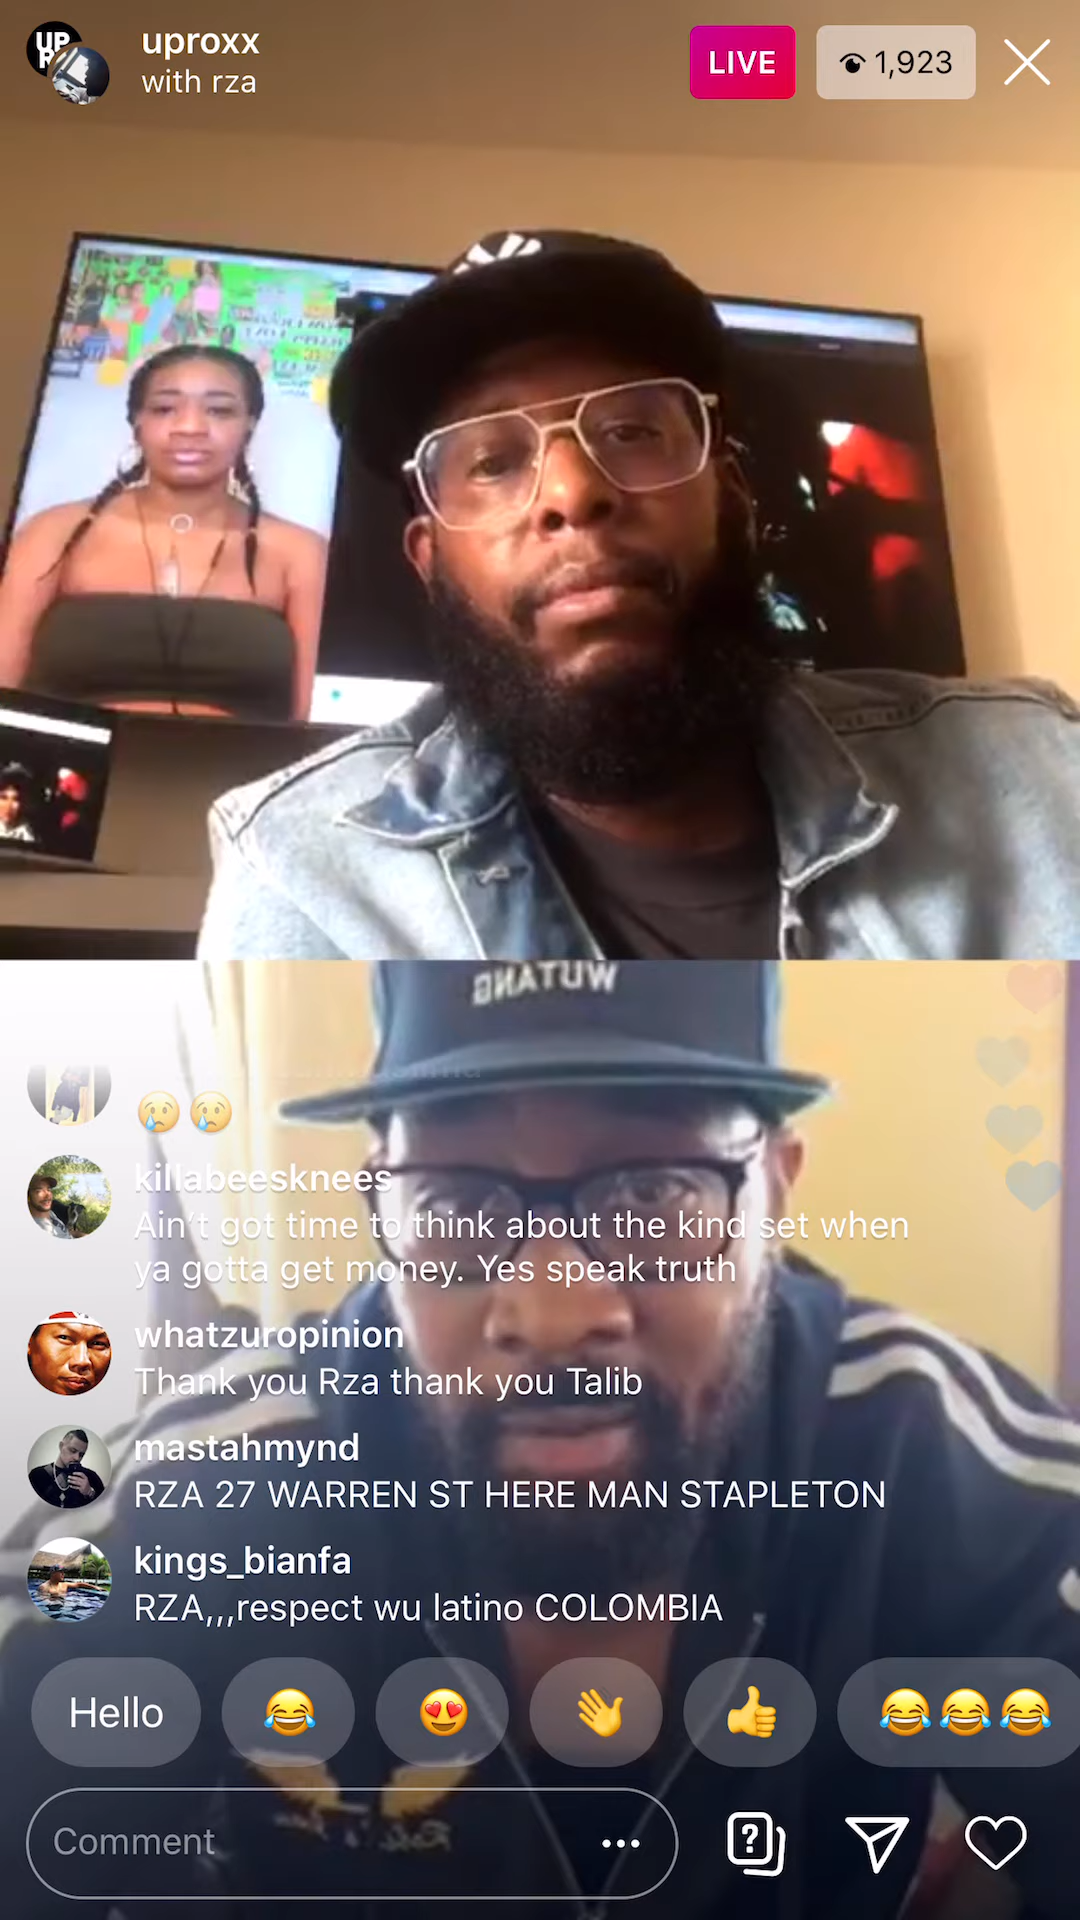 UP
R
uproxx
with rza
LIVE
1,923
WUTANG
😢😢
killabeesknees
Ain't got time to think about the kind set when
ya gotta get money. Yes speak truth
whatzuropinion
Thank you Rza thank you Talib
mastahmynd
RZA 27 WARREN ST HERE MAN STAPLETON
kings_bianfa
RZA,,,respect wu latino COLOMBIA
Hello
😂
😍
👋
👍
😂😂😂
Comment